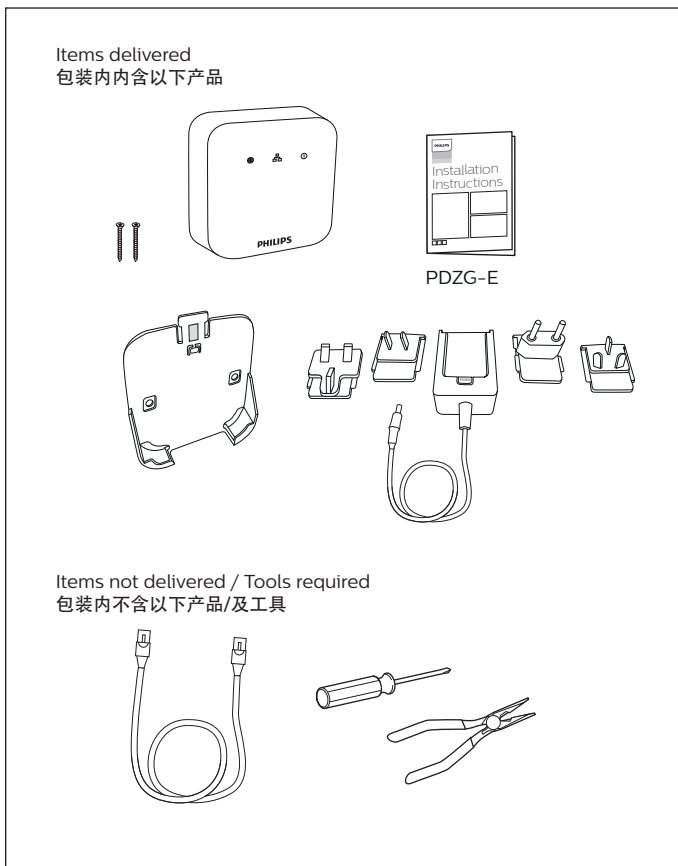 Items delivered
包装内内含以下产品
PHILIPS
PHILIPS
Installation
Instructions
PDZG-E
Items not delivered / Tools required
包装内不含以下产品/及工具